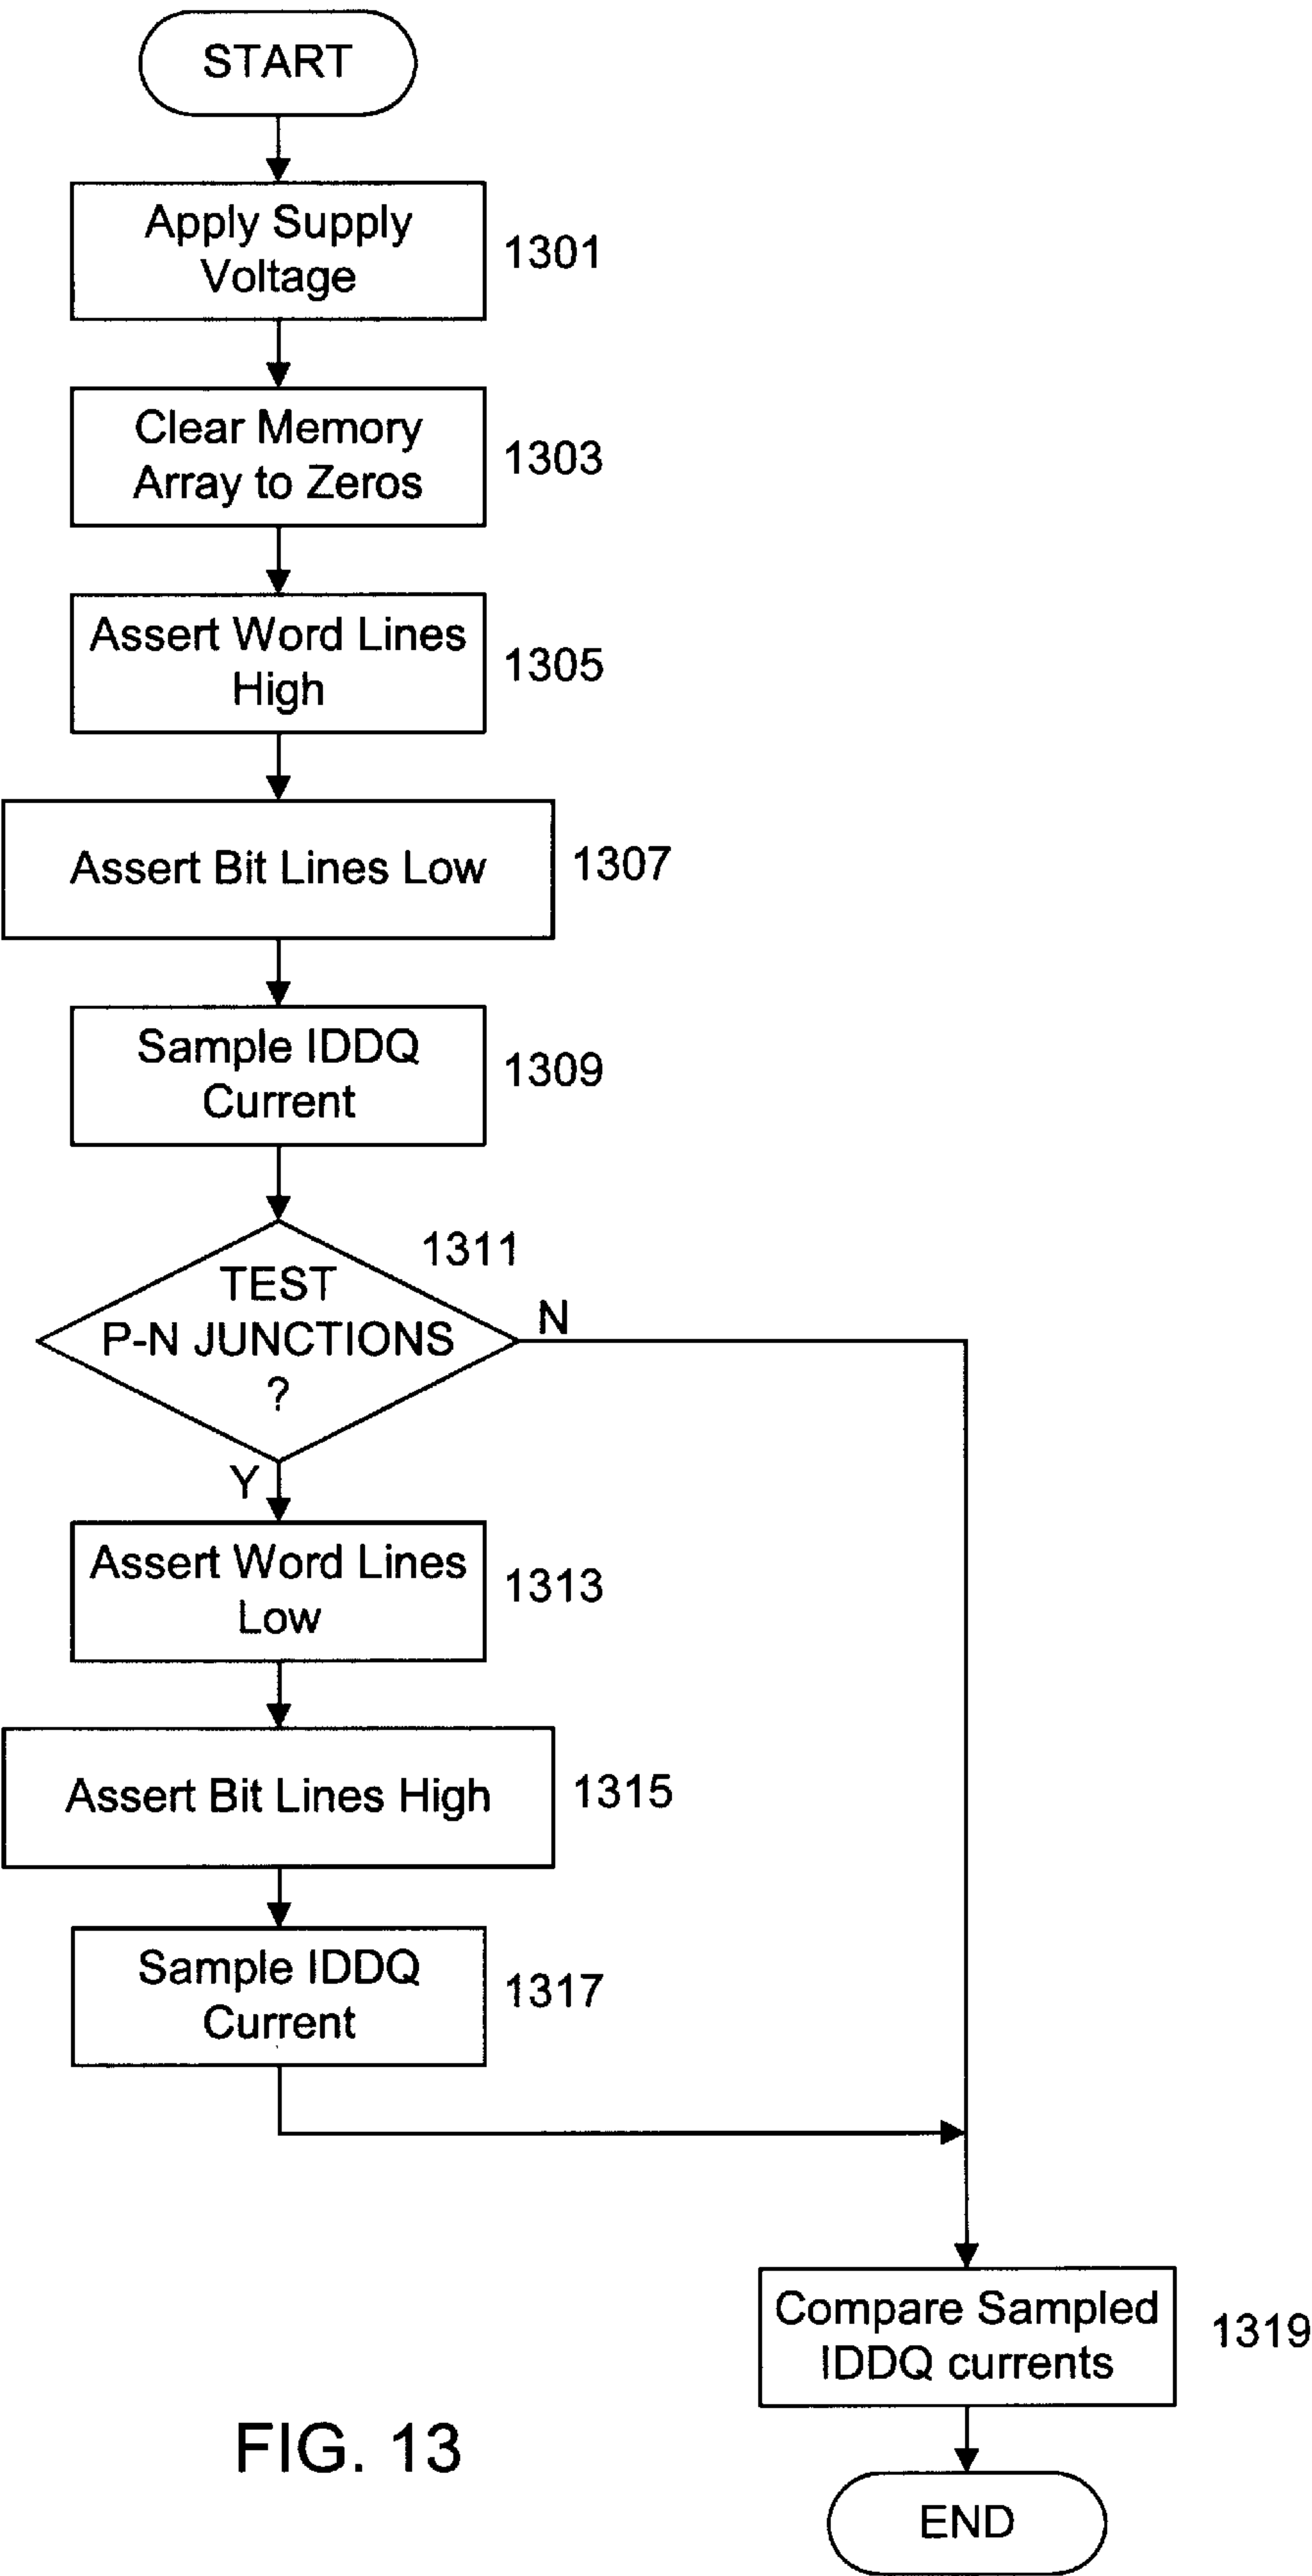 START
Apply Supply
Voltage
1301
Clear Memory
Array to Zeros
1303
Assert Word Lines
High
1305
Assert Bit Lines Low
1307
Sample IDDQ
Current
1309
1311
TEST
P-N JUNCTIONS
?
N
Y
Assert Word Lines
Low
1313
Assert Bit Lines High
1315
Sample IDDQ
Current
1317
Compare Sampled
IDDQ currents
1319
FIG. 13
END